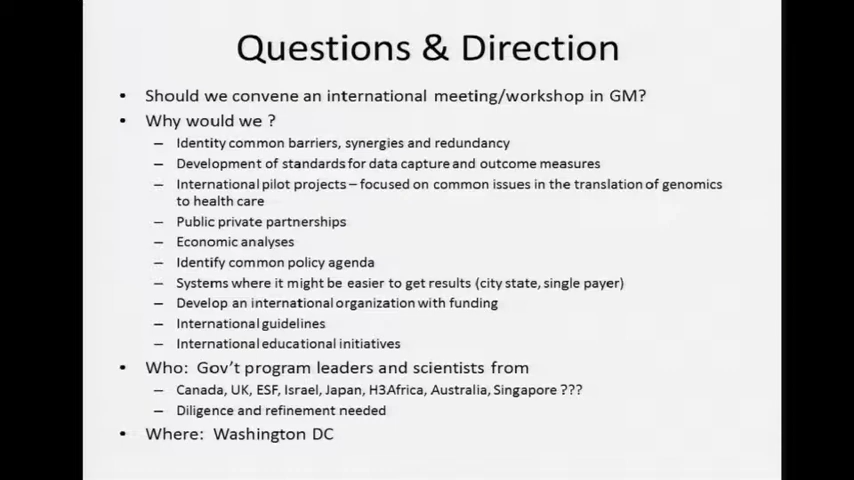 Questions & Direction
• Should we convene an international meeting/workshop in GM?
• Why would we ?
– Identity common barriers, synergies and redundancy
– Development of standards for data capture and outcome measures
– International pilot projects – focused on common issues in the translation of genomics
to health care
– Public private partnerships
– Economic analyses
– Identify common policy agenda
– Systems where it might be easier to get results (city state, single payer)
– Develop an international organization with funding
– International guidelines
– International educational initiatives
• Who: Gov't program leaders and scientists from
– Canada, UK, ESF, Israel, Japan, H3Africa, Australia, Singapore ???
– Diligence and refinement needed
• Where: Washington DC